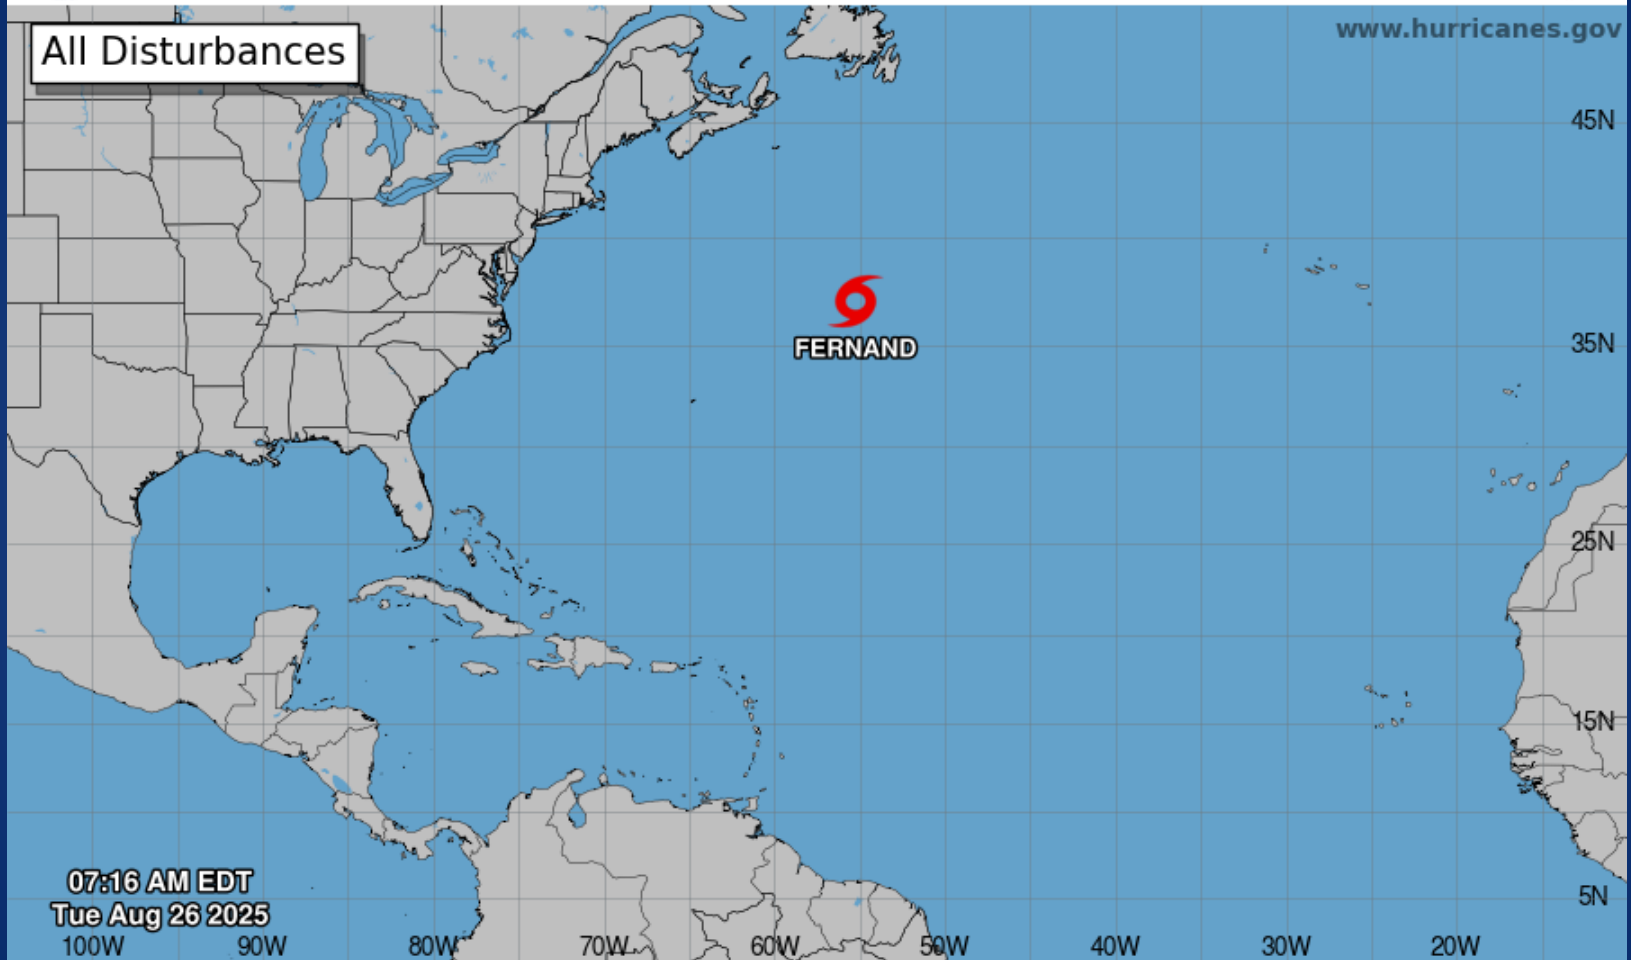 All Disturbances
www.hurricanes.gov
45N
FERNAND
35N
25N
15N
07:16 AM EDT
Tue Aug 26 2025
5N
100W 90W 80W 70W 60W 50W 40W 30W 20W